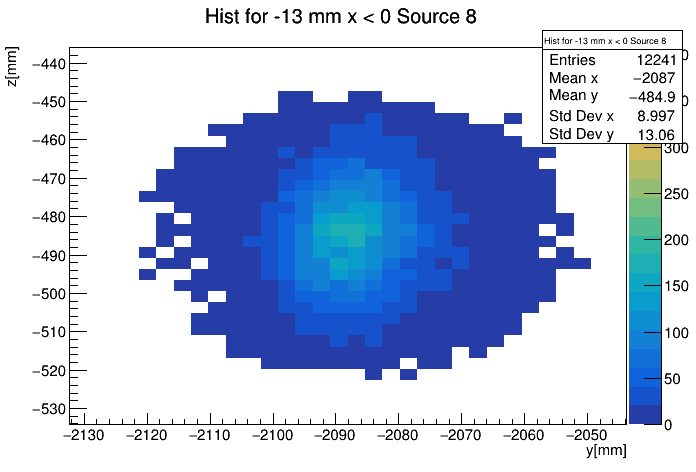 Hist for -13 mm x < 0 Source 8
z[mm]
−440
−450
−460
−470
−480
−490
−500
−510
−520
−530
−2130 −2120 −2110 −2100 −2090 −2080 −2070 −2060 −2050
y[mm]
Hist for -13 mm x < 0 Source 8
Entries 12241
Mean x −2087
Mean y −484.9
Std Dev x 8.997
Std Dev y 13.06
300
250
200
150
100
50
0